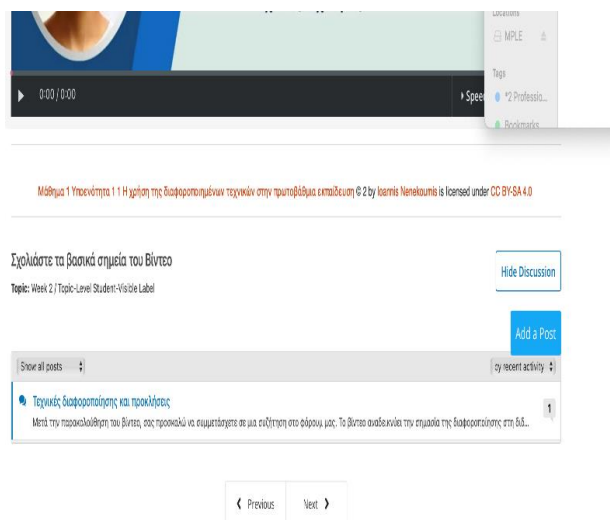 Locations
MPLE
0:00 / 0:00
Speed
Tags
*2 Professio...
Bookmarks
Μάθημα 1 Υποενότητα 1 1 Η χρήση της διαφοροποιημένων τεχνικών στην πρωτοβάθμια εκπαίδευση © 2 by Ioannis Nenekoumis is licensed under CC BY-SA 4.0
Σχολιάστε τα βασικά σημεία του Βίντεο
Hide Discussion
Topic: Week 2 / Topic-Level Student-Visible Label
Add a Post
Show all posts
by recent activity
Τεχνικές διαφοροποίησης και προκλήσεις
1
Μετά την παρακολούθηση του βίντεο, σας προσκαλώ να συμμετάσχετε σε μια συζήτηση στο φόρουμ μας. Το βίντεο αναδεικνύει την σημασία της διαφοροποίησης στη διδ...
Previous
Next